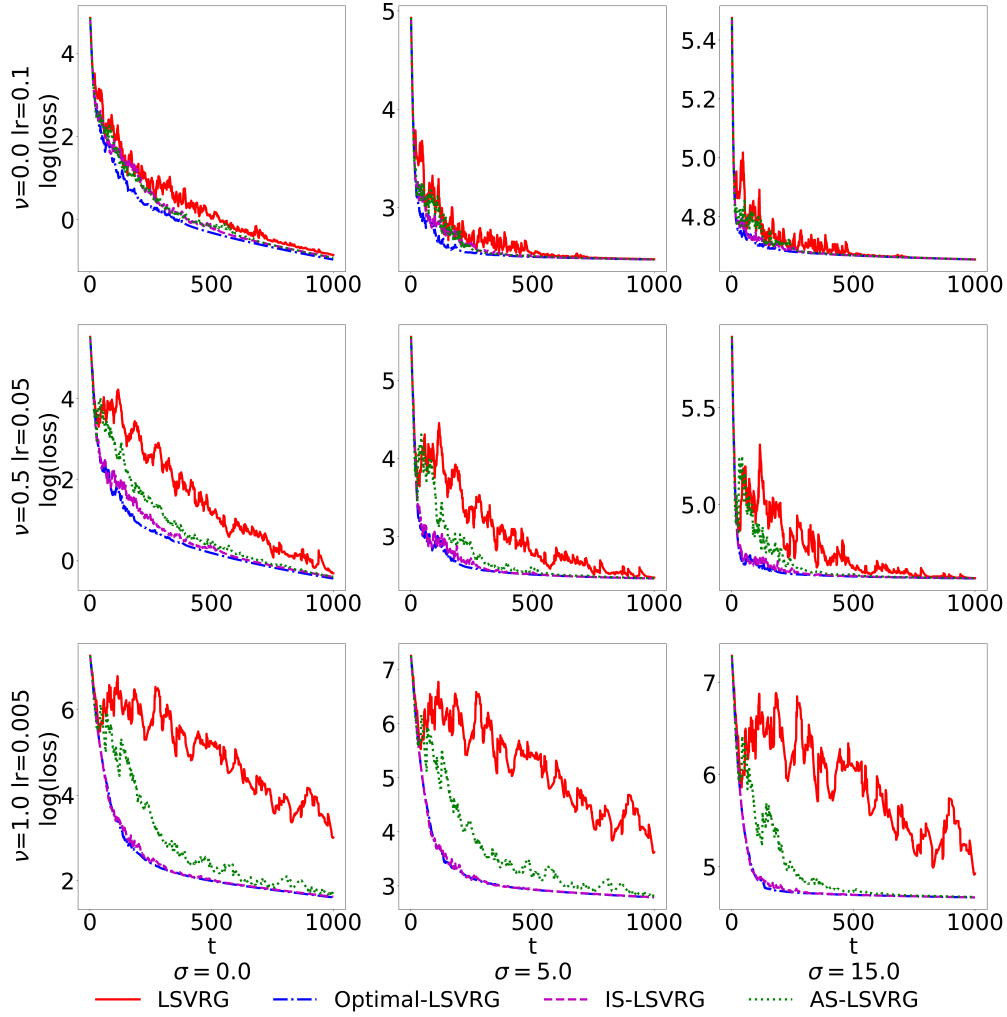 ν=0.0 lr=0.1
log(loss)
4
2
0
0 500 1000
5
4
3
0 500 1000
5.4
5.2
5.0
4.8
0 500 1000
ν=0.5 lr=0.05
log(loss)
4
2
0
0 500 1000
5
4
3
0 500 1000
5.5
5.0
0 500 1000
ν=1.0 lr=0.005
log(loss)
6
4
2
0 500 1000
t
σ = 0.0
7
6
5
4
3
0 500 1000
t
σ = 5.0
7
6
5
0 500 1000
t
σ = 15.0
LSVRG Optimal-LSVRG IS-LSVRG AS-LSVRG